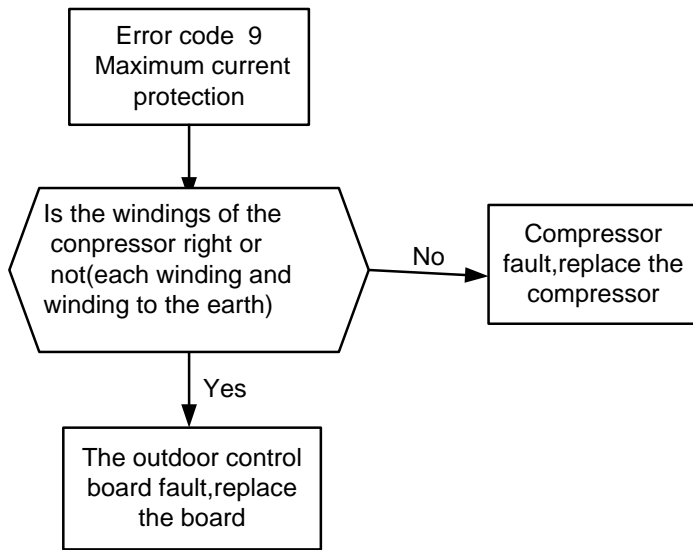 Error code  9
Maximum current
protection
Is the windings of the
conpressor right or
not(each winding and
winding to the earth)
No
Compressor
fault,replace the
compressor
Yes
The outdoor control
board fault,replace
the board